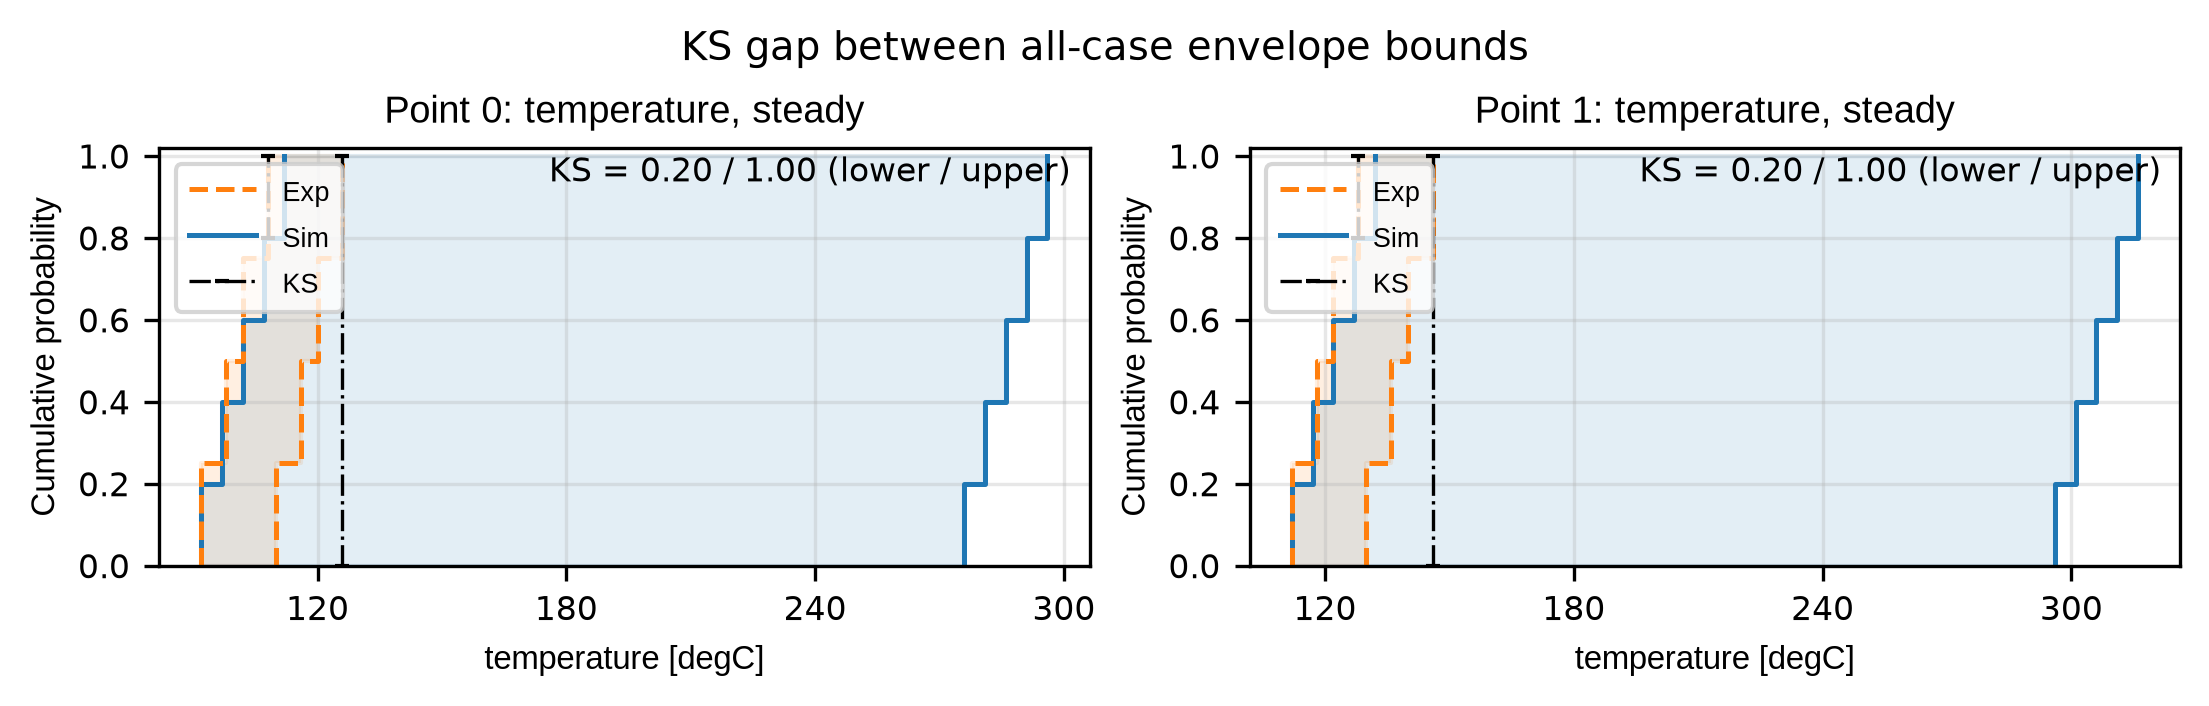 KS gap between all-case envelope bounds
Point 0: temperature, steady
KS = 0.20 / 1.00 (lower / upper)
Exp
Sim
KS
Cumulative probability
1.0
0.8
0.6
0.4
0.2
0.0
120 180 240 300
temperature [degC]
Point 1: temperature, steady
KS = 0.20 / 1.00 (lower / upper)
Exp
Sim
KS
Cumulative probability
1.0
0.8
0.6
0.4
0.2
0.0
120 180 240 300
temperature [degC]